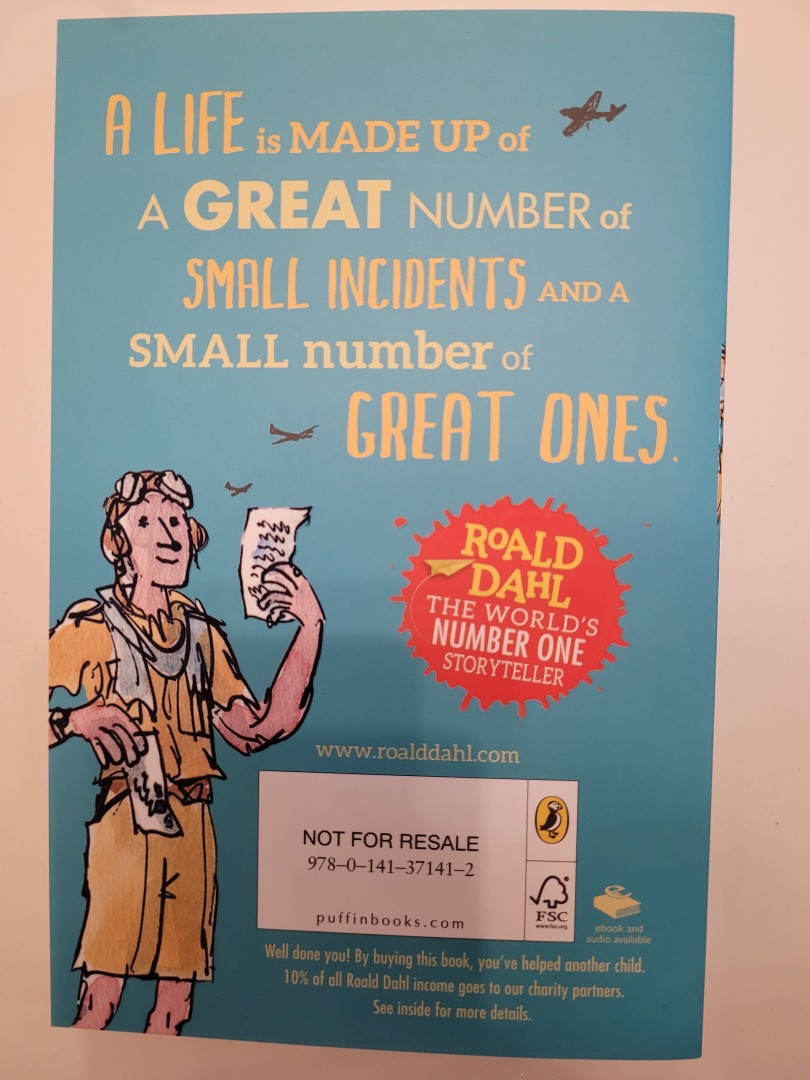 A LIFE is MADE UP of
A GREAT NUMBER of
SMALL INCIDENTS AND A
SMALL number of
GREAT ONES.
ROALD
DAHL
THE WORLD'S
NUMBER ONE
STORYTELLER
www.roalddahl.com
NOT FOR RESALE
978–0–141–37141–2
puffinbooks.com
FSC
www.fsc.org
e
ebook and
audio available
Well done you! By buying this book, you've helped another child.
10% of all Roald Dahl income goes to our charity partners.
See inside for more details.